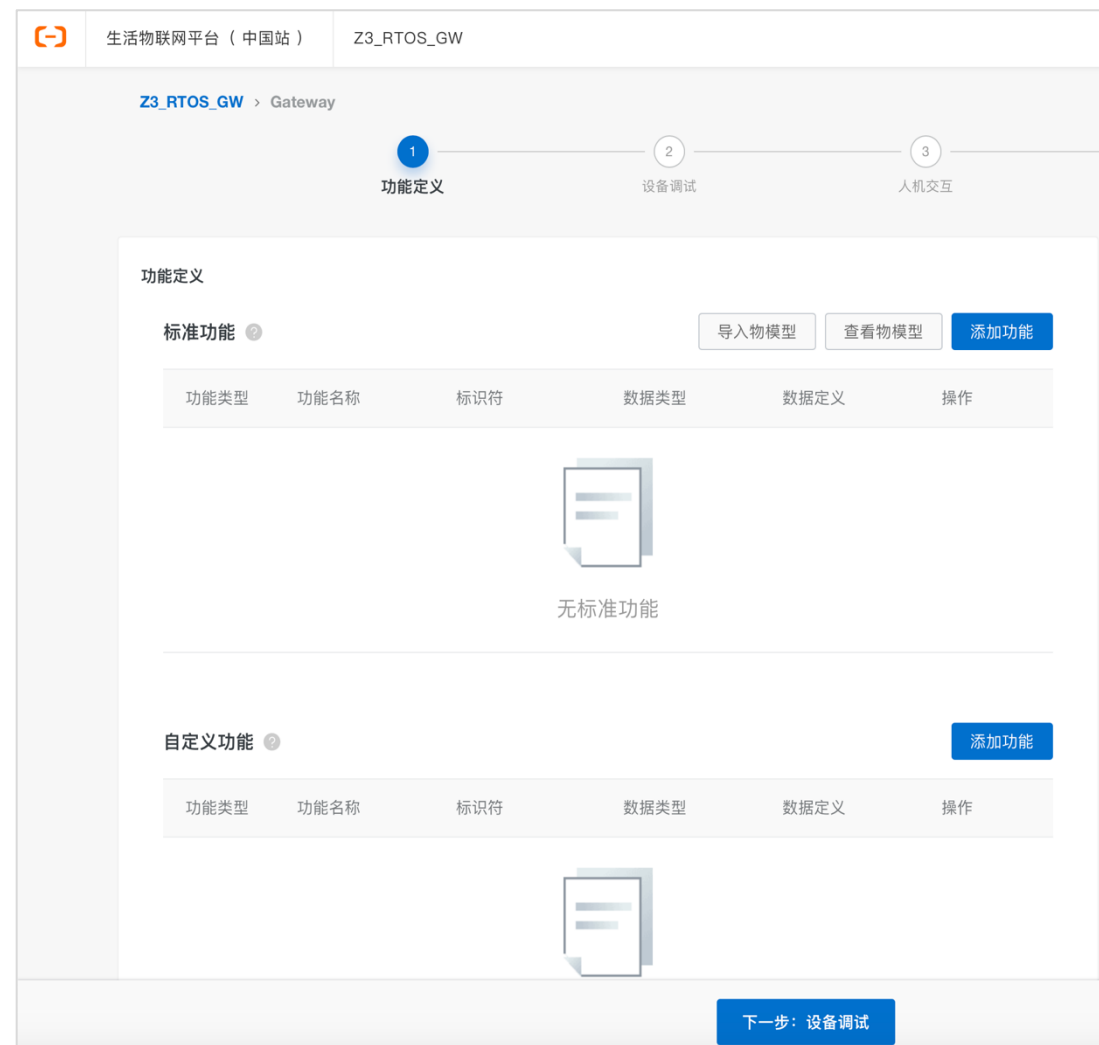 生活物联网平台（中国站） Z3_RTOS_GW
Z3_RTOS_GW > Gateway
1 2 3
功能定义 设备调试 人机交互
功能定义
标准功能 ? 导入物模型 查看物模型 添加功能
功能类型 功能名称 标识符 数据类型 数据定义 操作
无标准功能
自定义功能 ? 添加功能
功能类型 功能名称 标识符 数据类型 数据定义 操作
下一步：设备调试